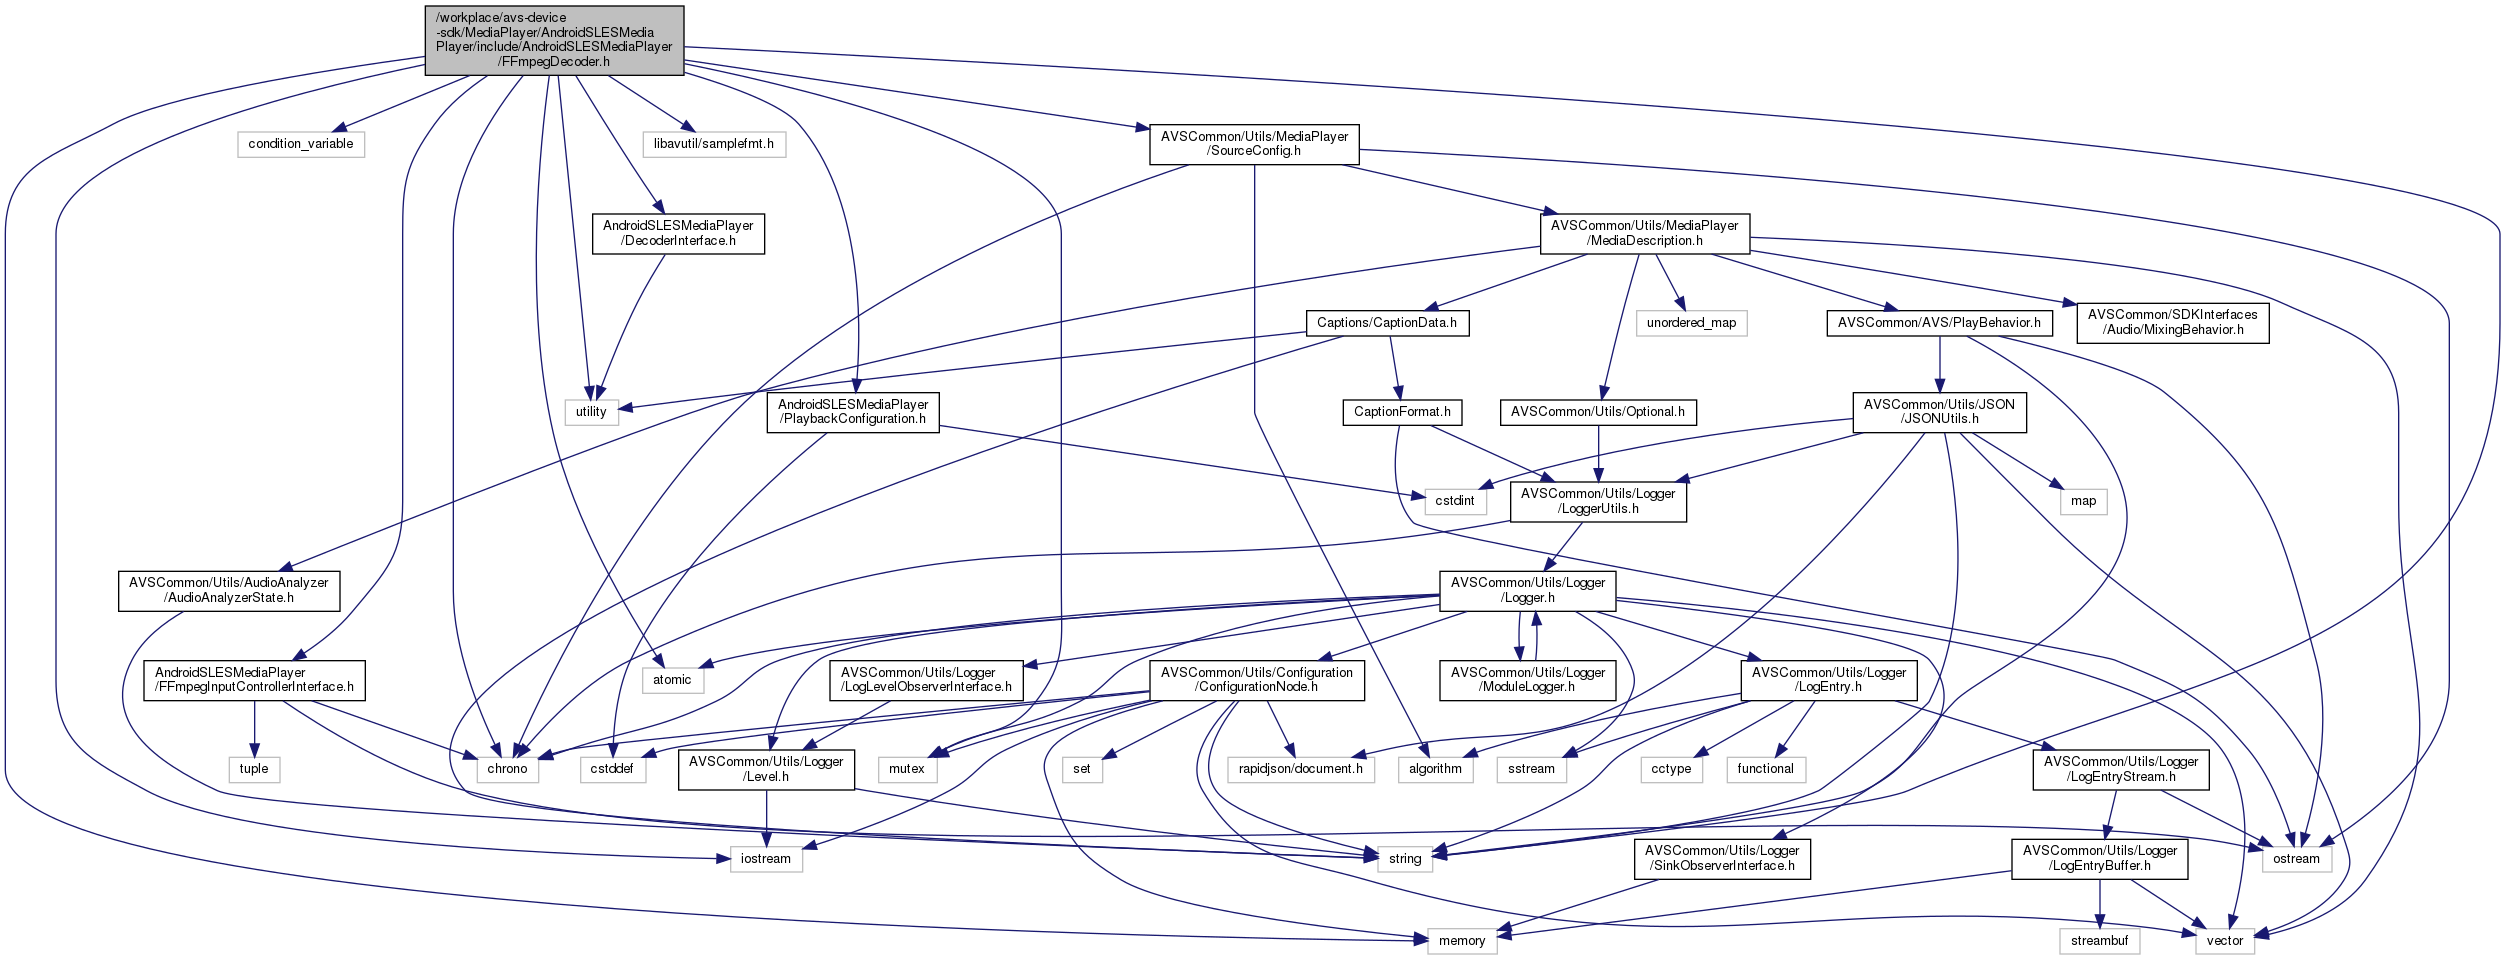 /workplace/avs-device
-sdk/MediaPlayer/AndroidSLESMedia
Player/include/AndroidSLESMediaPlayer
/FFmpegDecoder.h
condition_variable
libavutil/samplefmt.h
AVSCommon/Utils/MediaPlayer
/SourceConfig.h
AndroidSLESMediaPlayer
/DecoderInterface.h
AVSCommon/Utils/MediaPlayer
/MediaDescription.h
Captions/CaptionData.h
unordered_map
AVSCommon/AVS/PlayBehavior.h
AVSCommon/SDKInterfaces
/Audio/MixingBehavior.h
utility
AndroidSLESMediaPlayer
/PlaybackConfiguration.h
CaptionFormat.h
AVSCommon/Utils/Optional.h
AVSCommon/Utils/JSON
/JSONUtils.h
cstdint
AVSCommon/Utils/Logger
/LoggerUtils.h
map
AVSCommon/Utils/AudioAnalyzer
/AudioAnalyzerState.h
AVSCommon/Utils/Logger
/Logger.h
AndroidSLESMediaPlayer
/FFmpegInputControllerInterface.h
atomic
AVSCommon/Utils/Logger
/LogLevelObserverInterface.h
AVSCommon/Utils/Configuration
/ConfigurationNode.h
AVSCommon/Utils/Logger
/ModuleLogger.h
AVSCommon/Utils/Logger
/LogEntry.h
tuple
chrono
cstddef
AVSCommon/Utils/Logger
/Level.h
mutex
set
rapidjson/document.h
algorithm
sstream
cctype
functional
AVSCommon/Utils/Logger
/LogEntryStream.h
iostream
string
AVSCommon/Utils/Logger
/SinkObserverInterface.h
AVSCommon/Utils/Logger
/LogEntryBuffer.h
ostream
memory
streambuf
vector